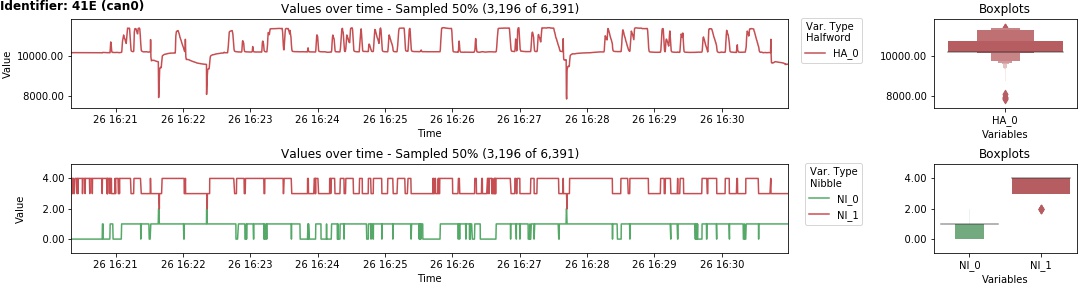 Identifier: 41E (can0)
Values over time - Sampled 50% (3,196 of 6,391)
Value
10000.00
8000.00
26 16:21 26 16:22 26 16:23 26 16:24 26 16:25 26 16:26 26 16:27 26 16:28 26 16:29 26 16:30
Time
Var. Type
Halfword
HA_0
Boxplots
10000.00
8000.00
HA_0
Variables
Values over time - Sampled 50% (3,196 of 6,391)
Value
4.00
2.00
0.00
26 16:21 26 16:22 26 16:23 26 16:24 26 16:25 26 16:26 26 16:27 26 16:28 26 16:29 26 16:30
Time
Var. Type
Nibble
NI_0
NI_1
Boxplots
4.00
2.00
0.00
NI_0 NI_1
Variables